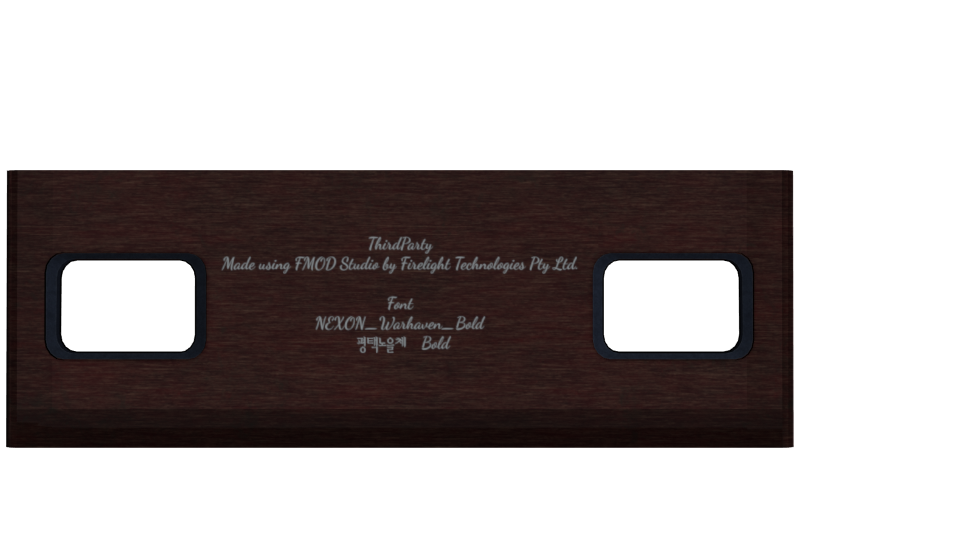 ThirdParty
Made using FMOD Studio by Firelight Technologies Pty Ltd.
Font
NEXON_Warhaven_Bold
평택노을체 Bold